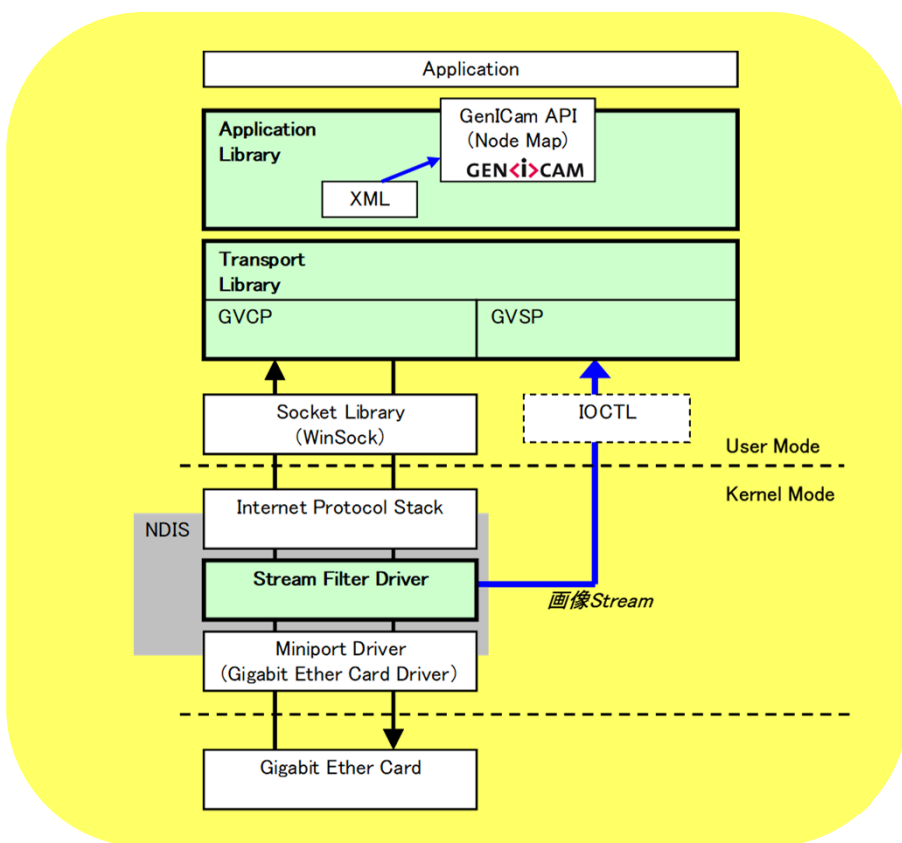 Application
Application
Library
GenICam API
(Node Map)
GEN<i>CAM
XML
Transport
Library
GVCP
GVSP
Socket Library
(WinSock)
IOCTL
User Mode
Kernel Mode
Internet Protocol Stack
NDIS
Stream Filter Driver
画像Stream
Miniport Driver
(Gigabit Ether Card Driver)
Gigabit Ether Card